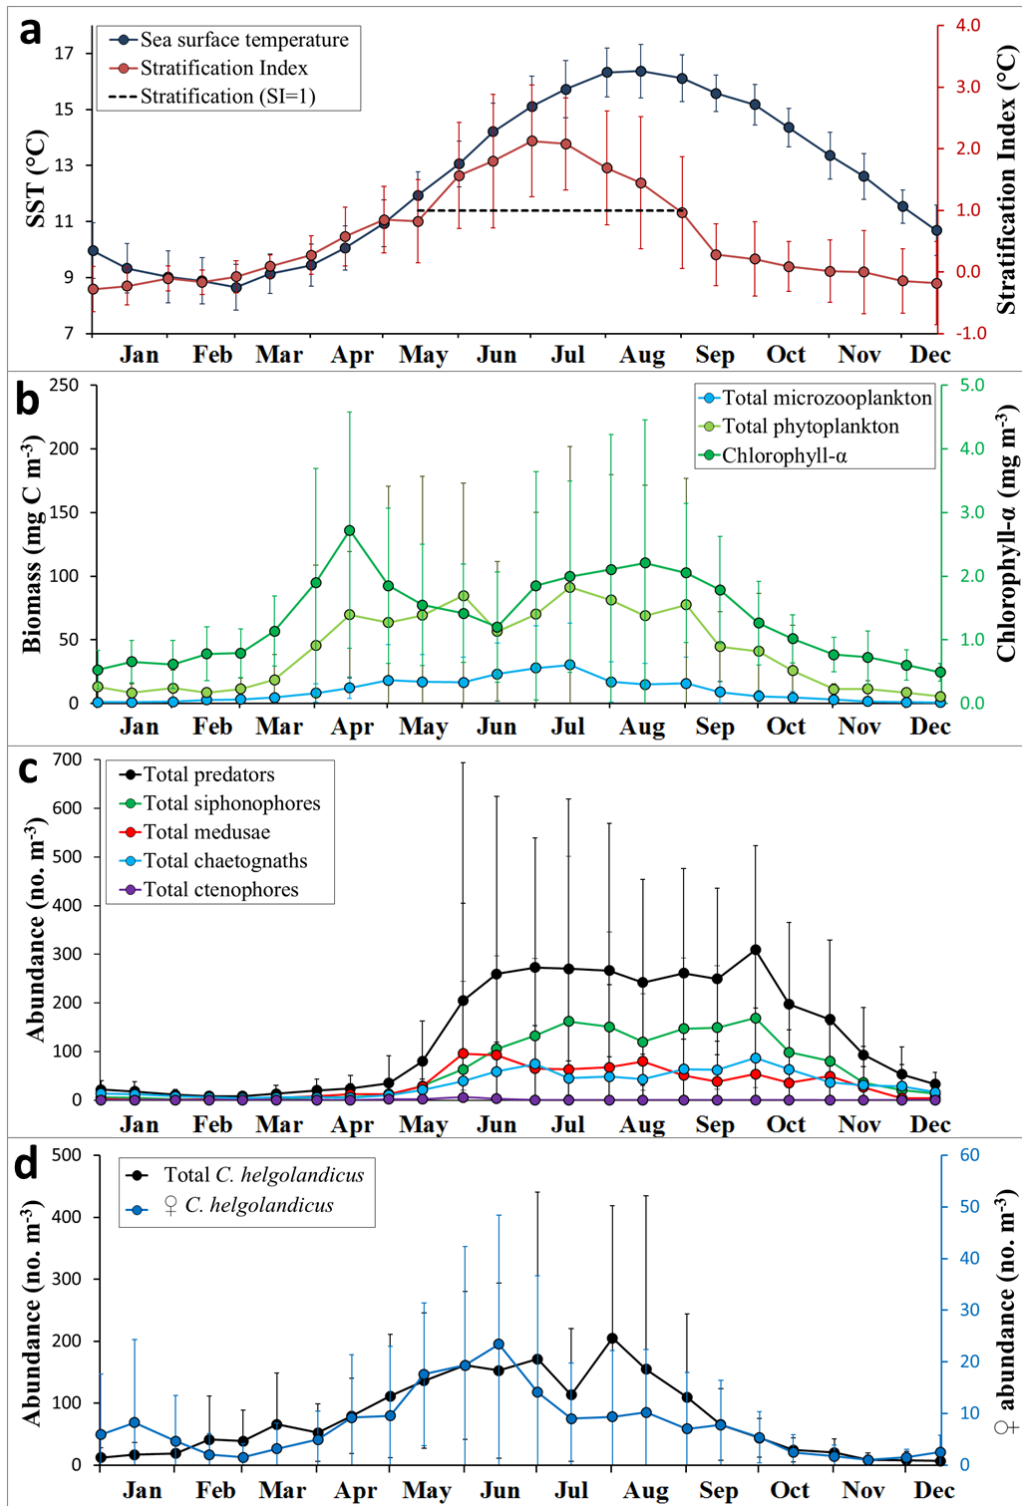 a
Sea surface temperature
Stratification Index
Stratification (SI=1)
SST (°C)
17
15
13
11
9
7
4.0
3.0
2.0
1.0
0.0
-1.0
Stratification Index (°C)
Jan Feb Mar Apr May Jun Jul Aug Sep Oct Nov Dec
b
Total microzooplankton
Total phytoplankton
Chlorophyll-α
Biomass (mg C m-3)
250
200
150
100
50
0
5.0
4.0
3.0
2.0
1.0
0.0
Chlorophyll-α (mg m-3)
Jan Feb Mar Apr May Jun Jul Aug Sep Oct Nov Dec
c
Total predators
Total siphonophores
Total medusae
Total chaetognaths
Total ctenophores
Abundance (no. m-3)
700
600
500
400
300
200
100
0
Jan Feb Mar Apr May Jun Jul Aug Sep Oct Nov Dec
d
Total C. helgolandicus
♀ C. helgolandicus
Abundance (no. m-3)
500
400
300
200
100
0
60
50
40
30
20
10
0
♀ abundance (no. m-3)
Jan Feb Mar Apr May Jun Jul Aug Sep Oct Nov Dec